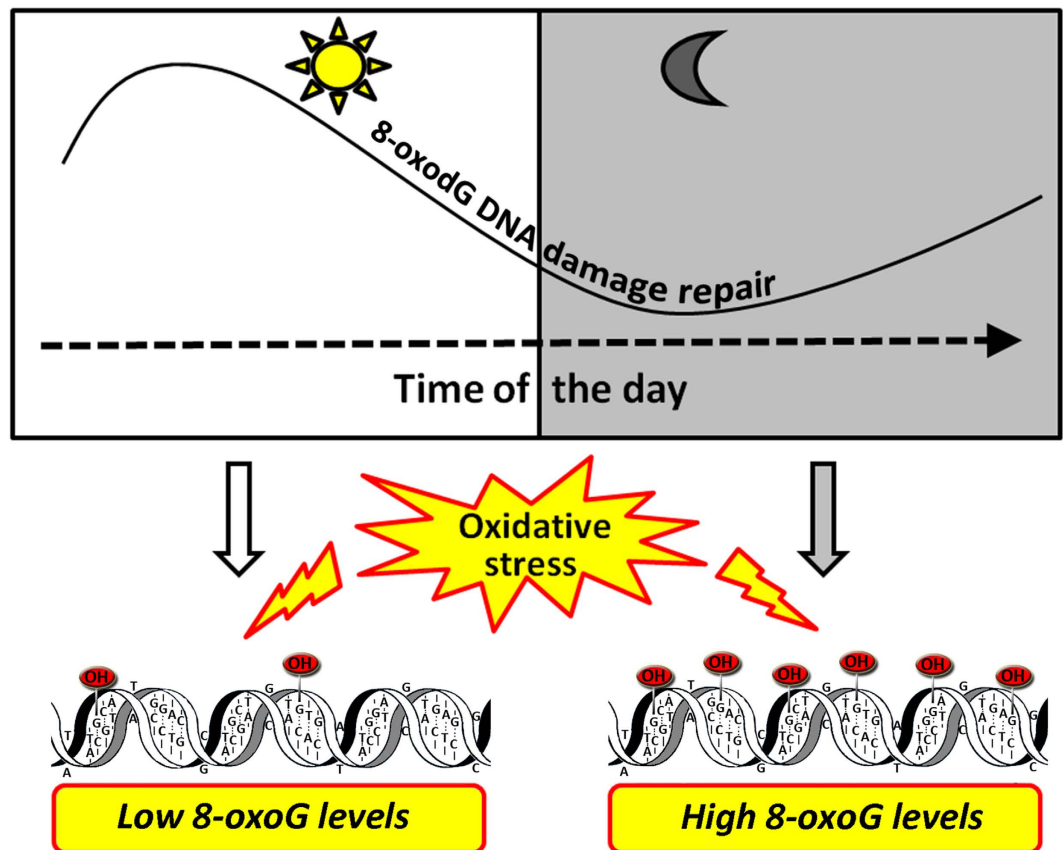 8-oxodG DNA damage repair
Time of the day
Oxidative
stress
OH OH
OH OH OH OH OH OH
Low 8-oxoG levels
High 8-oxoG levels